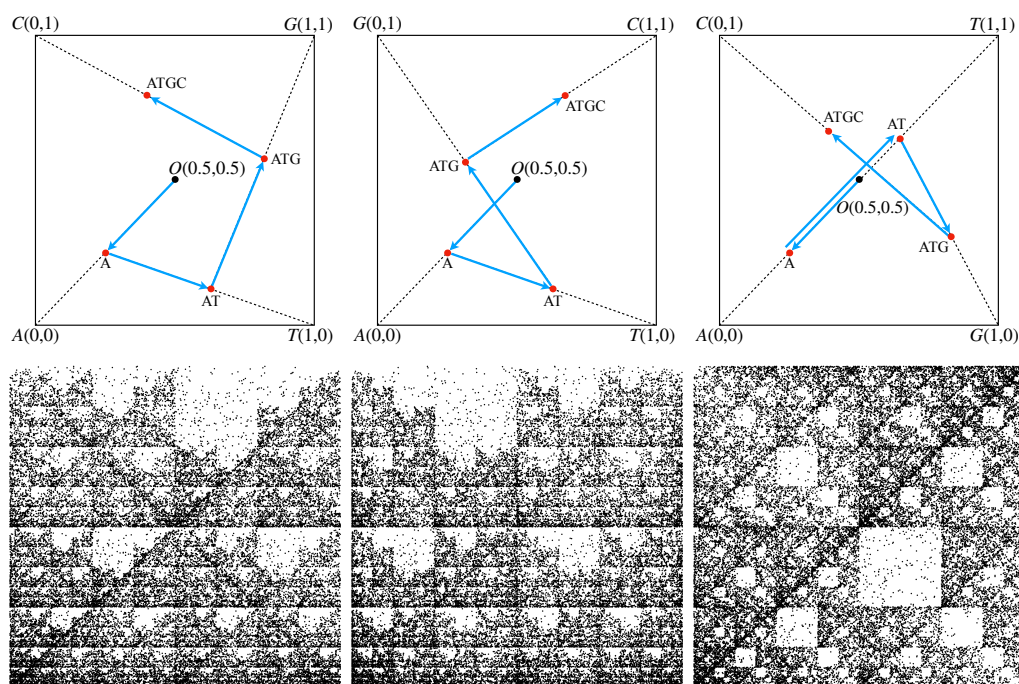 C(0,1) G(1,1)
ATGC
ATG
O(0.5,0.5)
A
AT
A(0,0) T(1,0)
G(0,1) C(1,1)
ATGC
ATG
O(0.5,0.5)
A
AT
A(0,0) T(1,0)
C(0,1) T(1,1)
ATGC
AT
O(0.5,0.5)
ATG
A
A(0,0) G(1,0)